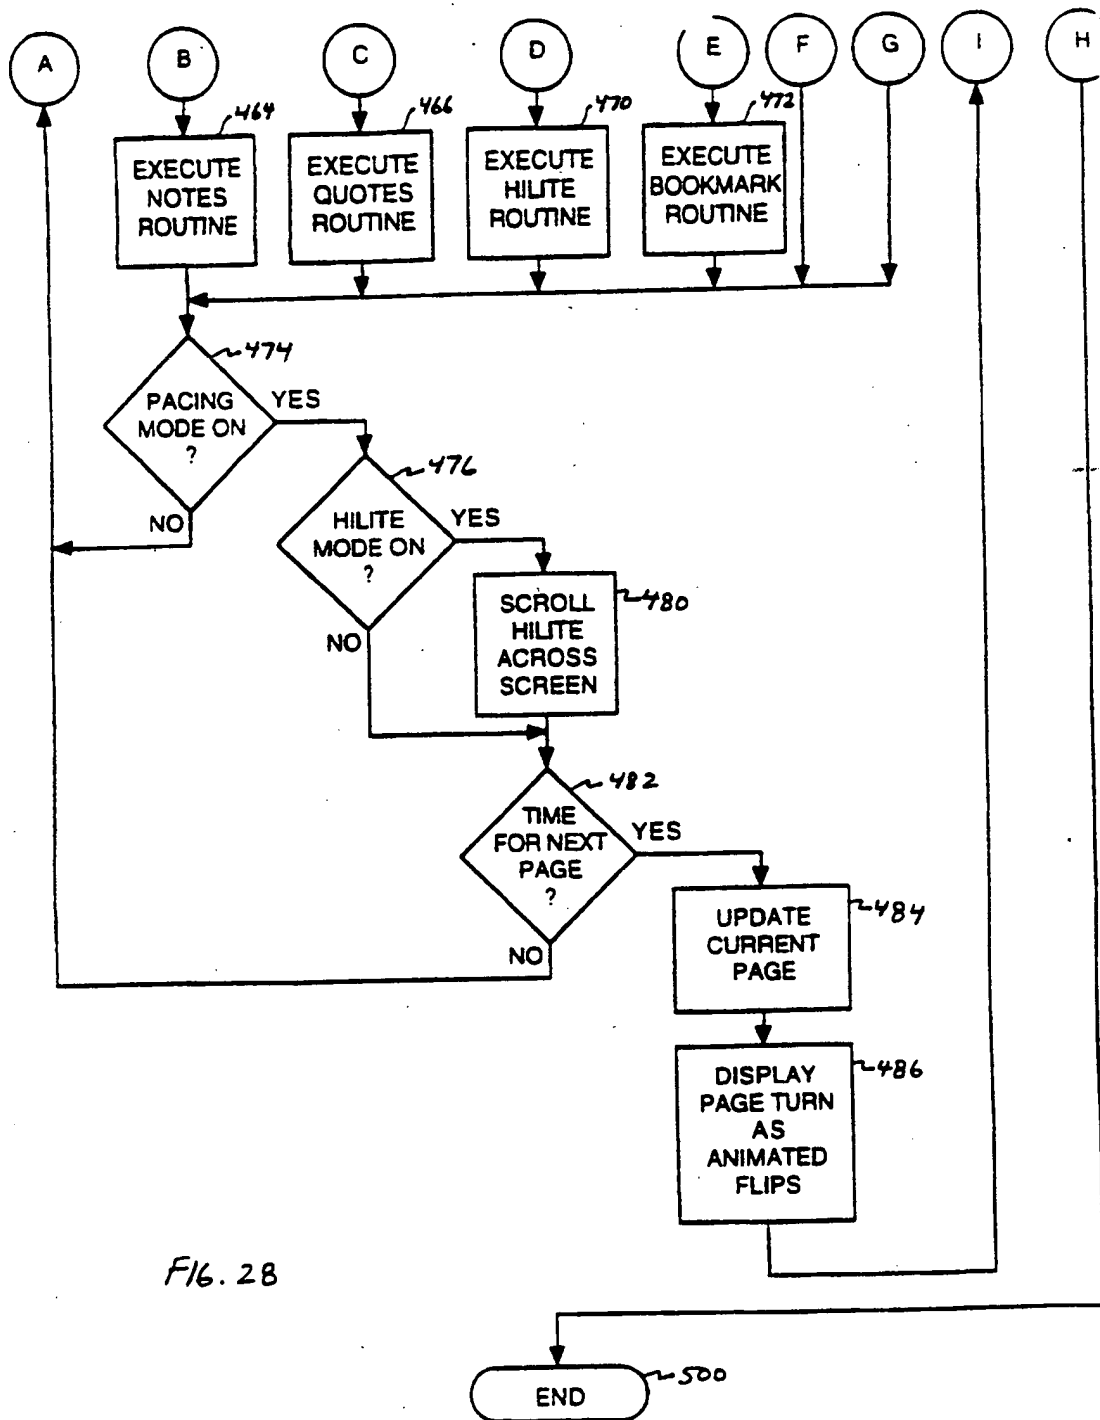 A
B
C
D
E
F
G
I
H
464
466
470
472
EXECUTE
NOTES
ROUTINE
EXECUTE
QUOTES
ROUTINE
EXECUTE
HILITE
ROUTINE
EXECUTE
BOOKMARK
ROUTINE
474
PACING
MODE ON
?
YES
NO
476
HILITE
MODE ON
?
YES
NO
480
SCROLL
HILITE
ACROSS
SCREEN
482
TIME
FOR NEXT
PAGE
?
YES
NO
484
UPDATE
CURRENT
PAGE
486
DISPLAY
PAGE TURN
AS
ANIMATED
FLIPS
FIG. 28
500
END